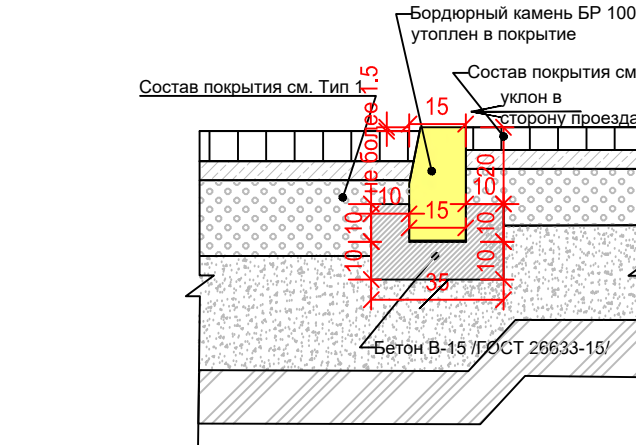 Бордюрный камень БР 100
утоплен в покрытие
Состав покрытия см. Тип 1
Состав покрытия см
уклон в
сторону проезда
не более 1.5
15
20
10
10
15
10
10
10
10
35
Бетон В-15 /ГОСТ 26633-15/